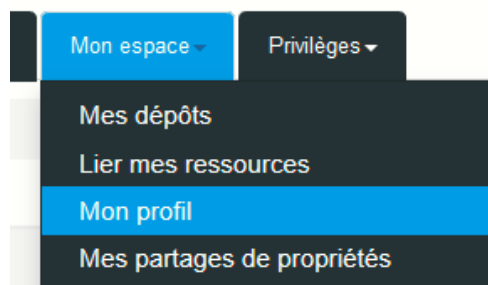 Mon espace
Privilèges
Mes dépôts
Lier mes ressources
Mon profil
Mes partages de propriétés